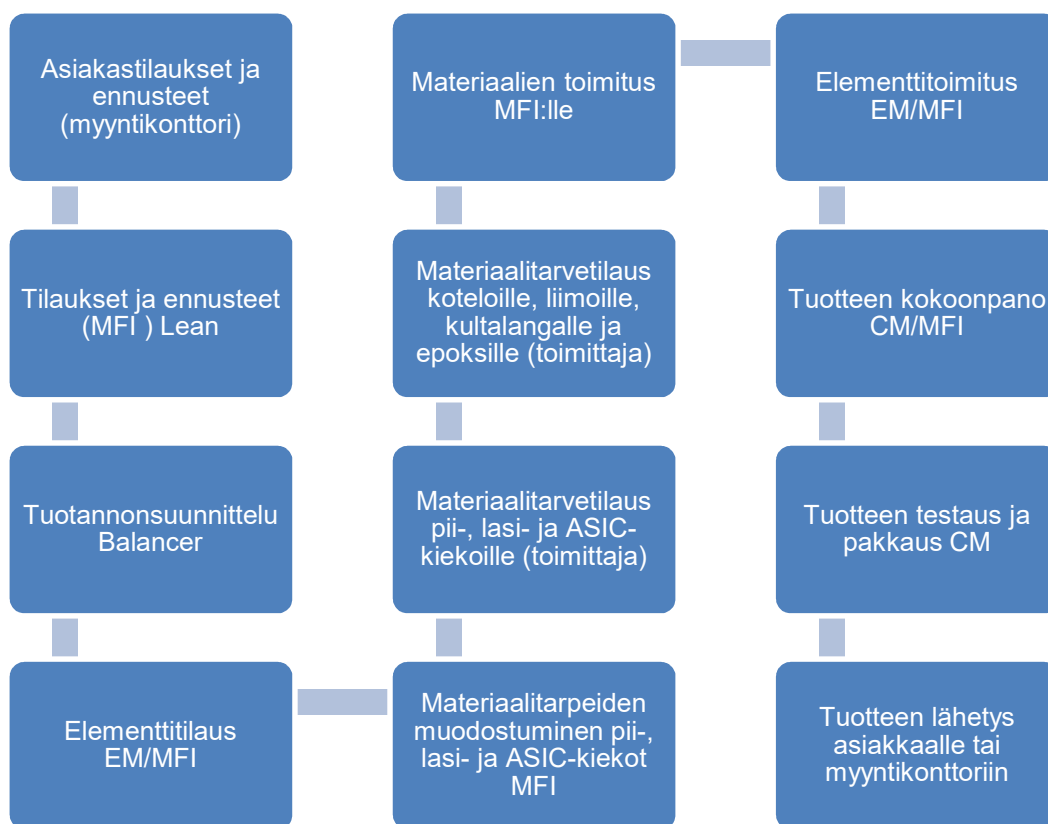 Asiakastilaukset ja
ennusteet
(myyntikonttori)
Tilaukset ja ennusteet
(MFI ) Lean
Tuotannonsuunnittelu
Balancer
Elementtitilaus
EM/MFI
Materiaalitarpeiden
muodostuminen pii-,
lasi- ja ASIC-kiekot
MFI
Materiaalitarvetilaus
pii-, lasi- ja ASIC-
kiekoille (toimittaja)
Materiaalitarvetilaus
koteloille, liimoille,
kultalangalle ja
epoksille (toimittaja)
Materiaalien toimitus
MFI:lle
Elementtitoimitus
EM/MFI
Tuotteen kokoonpano
CM/MFI
Tuotteen testaus ja
pakkaus CM
Tuotteen lähetys
asiakkaalle tai
myyntikonttoriin